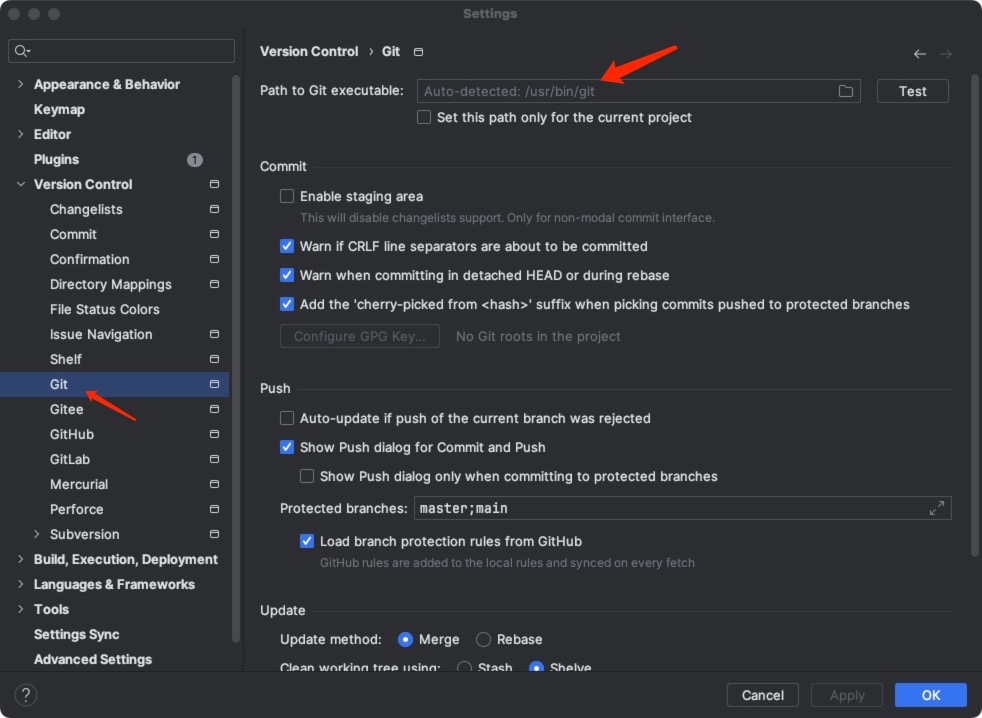 Settings
Version Control › Git
Appearance & Behavior
Keymap
Editor
Plugins 1
Version Control
Changelists
Commit
Confirmation
Directory Mappings
File Status Colors
Issue Navigation
Shelf
Git
Gitee
GitHub
GitLab
Mercurial
Perforce
Subversion
Build, Execution, Deployment
Languages & Frameworks
Tools
Settings Sync
Advanced Settings
Path to Git executable: Auto-detected: /usr/bin/git Test
Set this path only for the current project
Commit
Enable staging area
This will disable changelists support. Only for non-modal commit interface.
Warn if CRLF line separators are about to be committed
Warn when committing in detached HEAD or during rebase
Add the 'cherry-picked from <hash>' suffix when picking commits pushed to protected branches
Configure GPG Key... No Git roots in the project
Push
Auto-update if push of the current branch was rejected
Show Push dialog for Commit and Push
Show Push dialog only when committing to protected branches
Protected branches: master;main
Load branch protection rules from GitHub
GitHub rules are added to the local rules and synced on every fetch
Update
Update method: Merge Rebase
Clean working tree using: Stash Shelve
? Cancel Apply OK